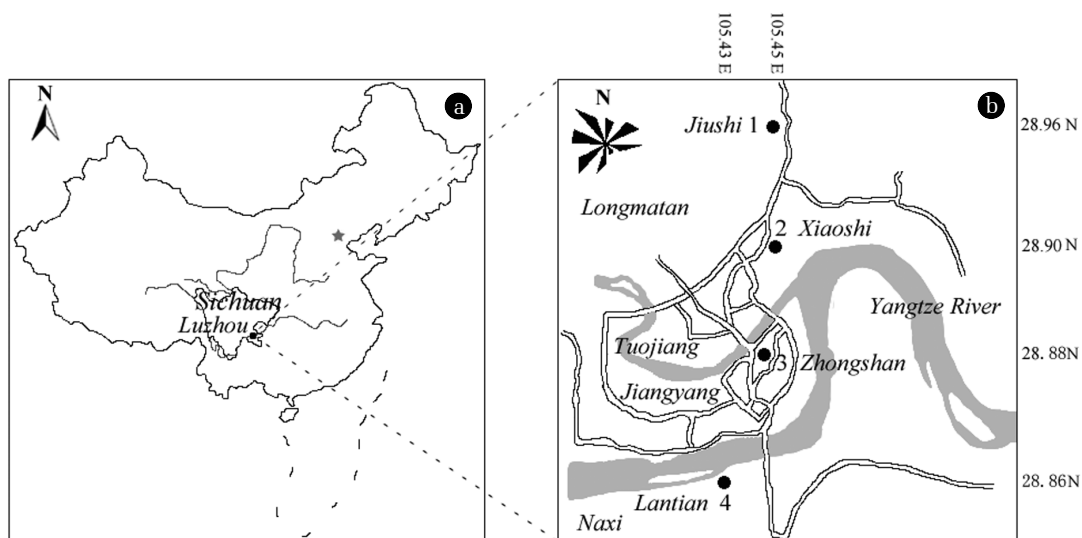 105.43 E
105.45 E
N
a
Sichuan
Luzhou
N
b
Jiushi 1
28.96 N
Longmatan
2 Xiaoshi
28.90 N
Yangtze River
Tuojiang
3 Zhongshan
28. 88N
Jiangyang
28. 86N
Lantian 4
Naxi